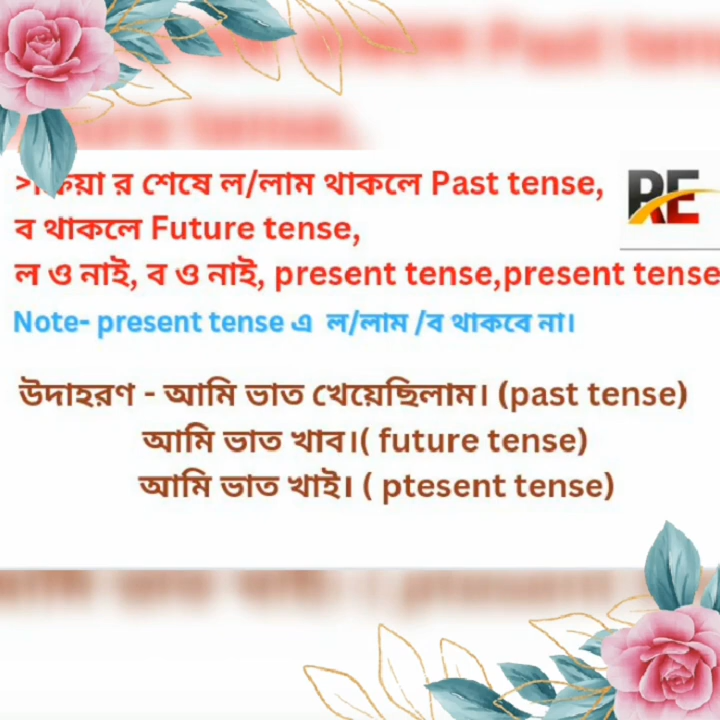 র শেষে ল/লাম থাকলে Past tense,
ব থাকলে Future tense,
ল ও নাই, ব ও নাই, present tense,present tense
Note- present tense এ ল/লাম /ব থাকবে না।
উদাহরণ - আমি ভাত খেয়েছিলাম। (past tense)
আমি ভাত খাব।( future tense)
আমি ভাত খাই। ( ptesent tense)
RE